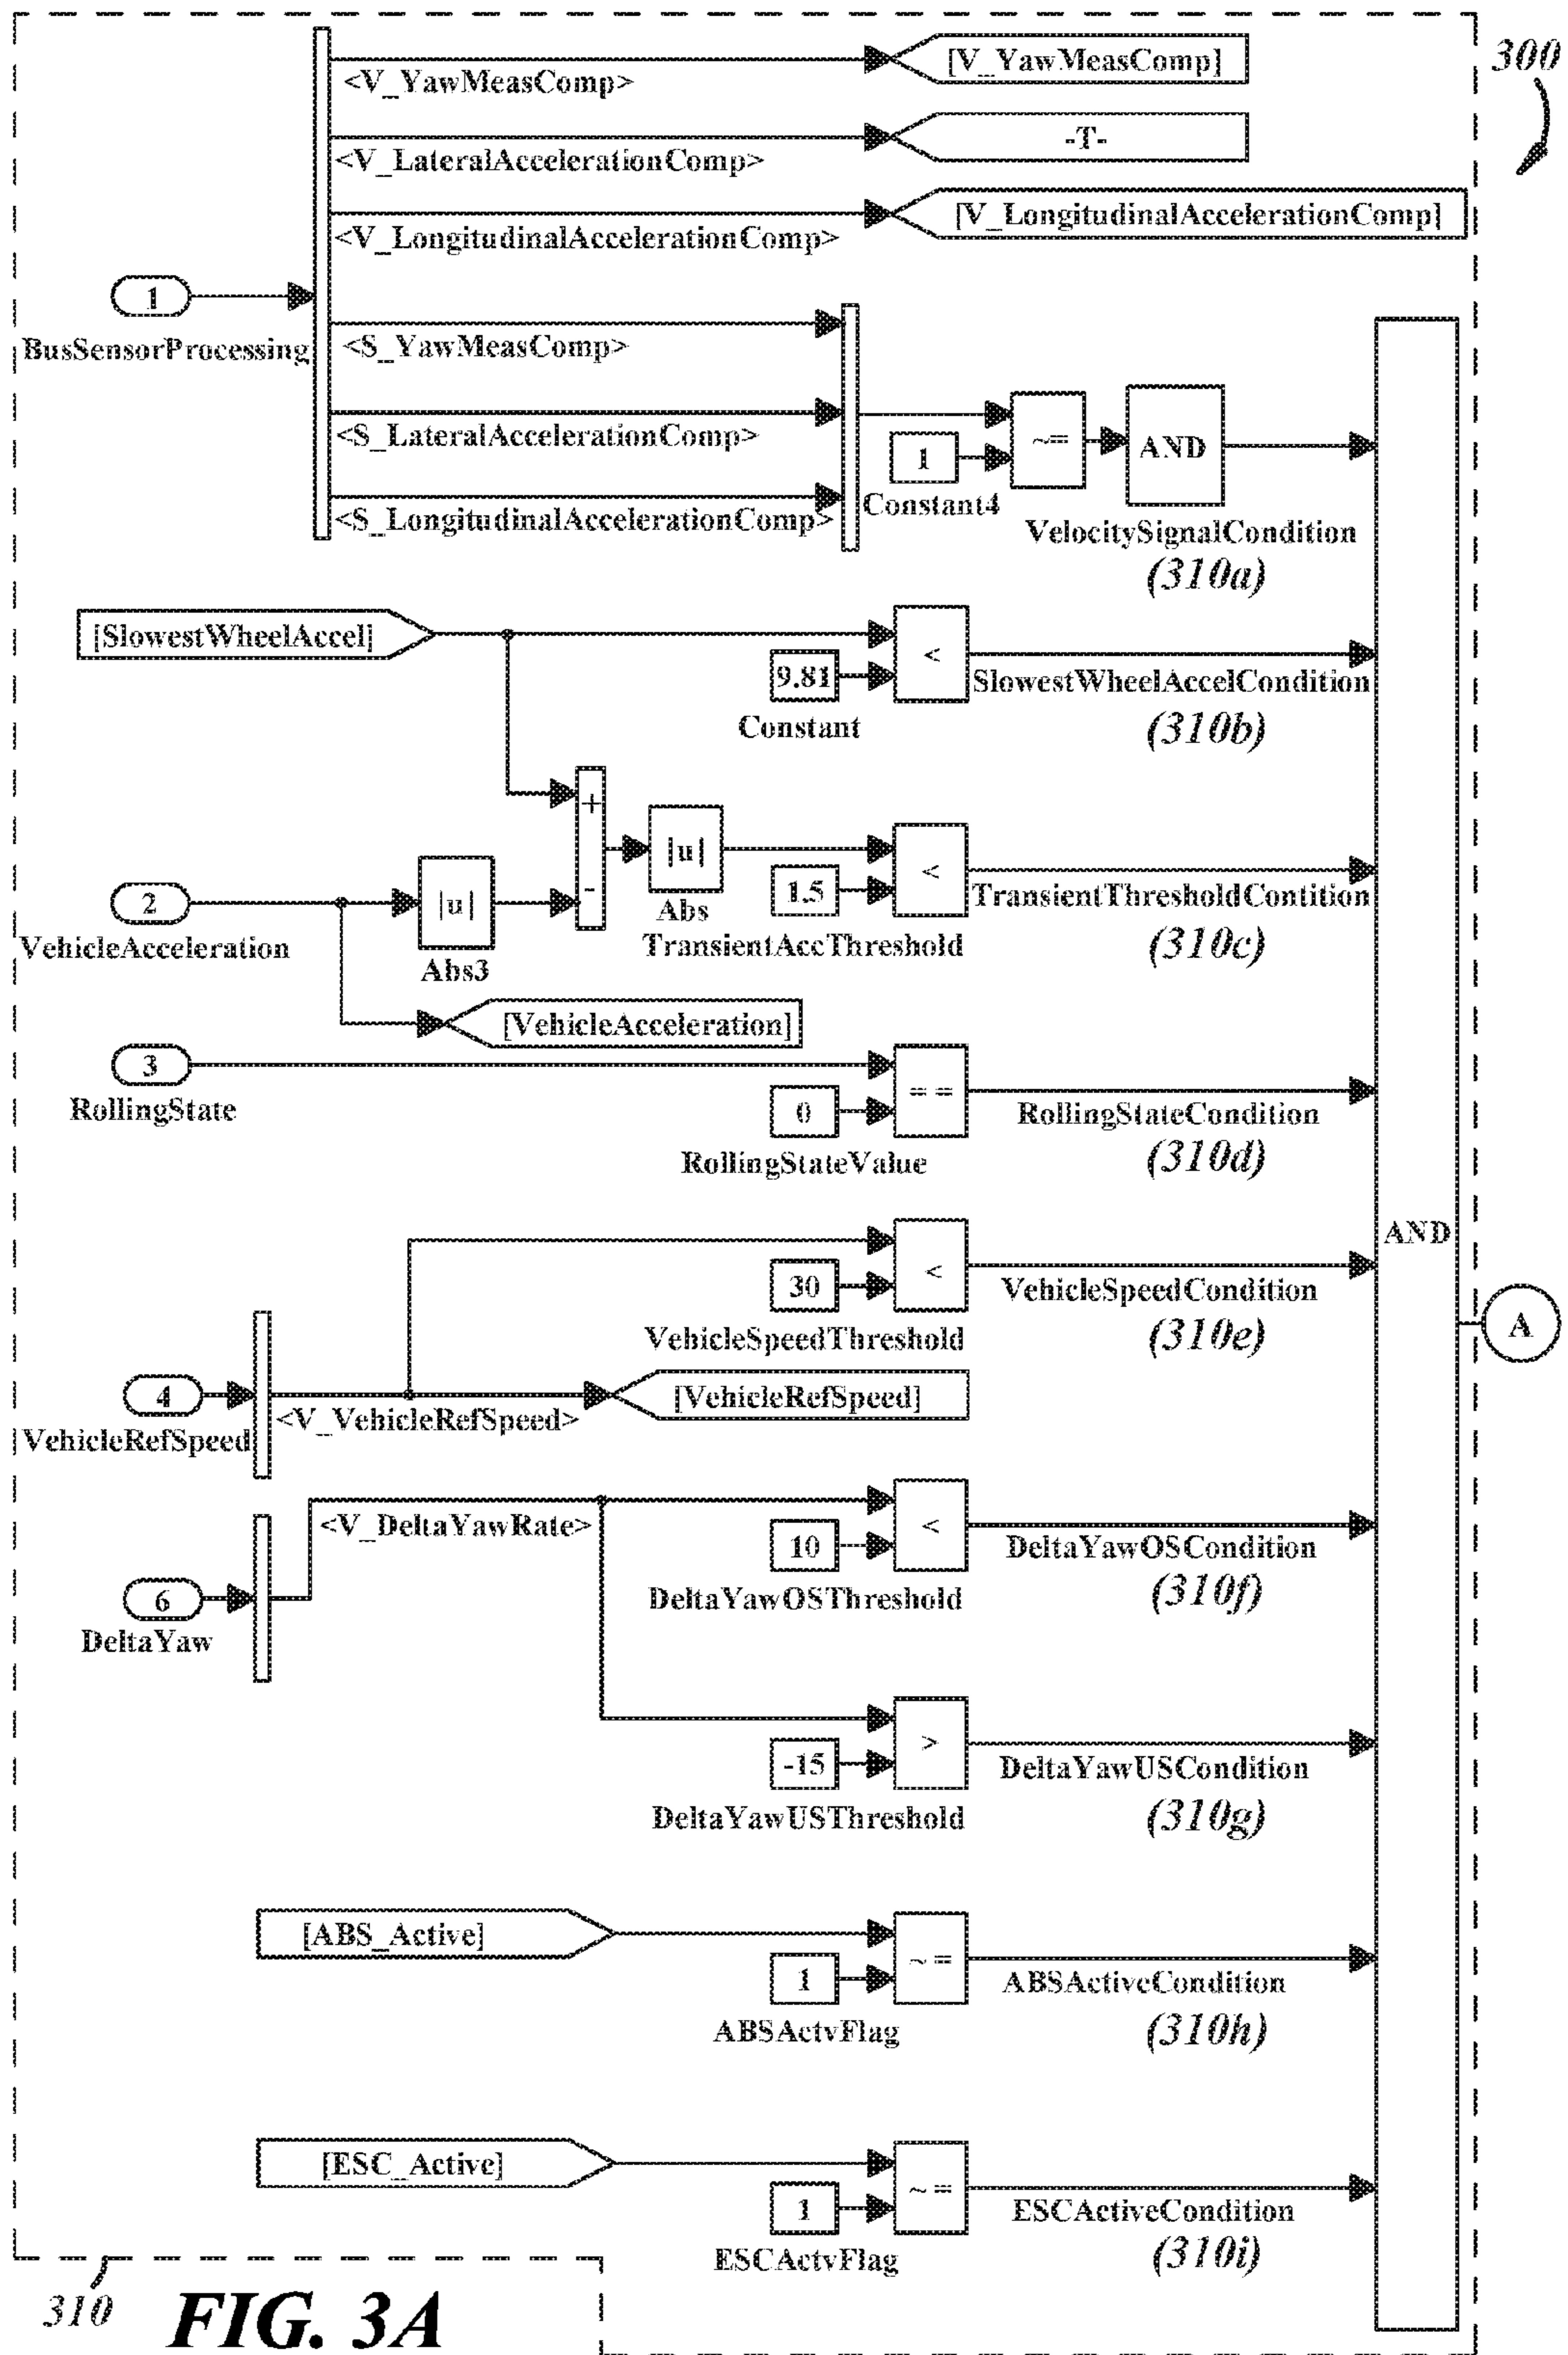 300
[V_YawMeasComp]
<V_YawMeasComp>
-T-
<V_LateralAccelerationComp>
[V_LongitudinalAccelerationComp]
<V_LongitudinalAccelerationComp>
1
BusSensorProcessing
<S_YawMeasComp>
<S_LateralAccelerationComp>
<S_LongitudinalAccelerationComp>
1
Constant4
~=
AND
VelocitySignalCondition
(310a)
[SlowestWheelAccel]
9.81
Constant
<
SlowestWheelAccelCondition
(310b)
+
-
|u|
Abs
1.5
TransientAccThreshold
<
TransientThresholdContition
(310c)
2
VehicleAcceleration
|u|
Abs3
[VehicleAcceleration]
3
RollingState
0
RollingStateValue
==
RollingStateCondition
(310d)
AND
30
VehicleSpeedThreshold
<
VehicleSpeedCondition
(310e)
A
4
VehicleRefSpeed
<V_VehicleRefSpeed>
[VehicleRefSpeed]
<V_DeltaYawRate>
10
DeltaYawOSThreshold
<
DeltaYawOSCondition
(310f)
6
DeltaYaw
-15
DeltaYawUSThreshold
>
DeltaYawUSCondition
(310g)
[ABS_Active]
1
ABSActvFlag
~=
ABSActiveCondition
(310h)
[ESC_Active]
1
ESCActvFlag
~=
ESCActiveCondition
(310i)
310
FIG. 3A